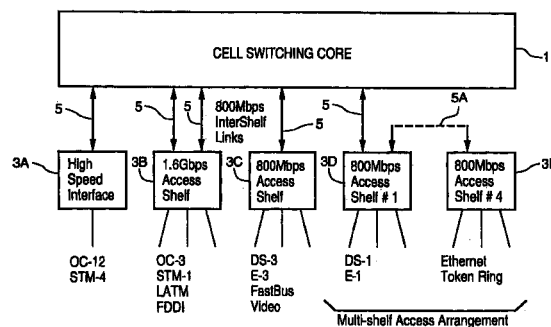 CELL SWITCHING CORE
1
5
5
5
800Mbps
InterShelf
Links
5
5
5A
3A
High
Speed
Interface
3B
1.6Gbps
Access
Shelf
3C
800Mbps
Access
Shelf
3D
800Mbps
Access
Shelf # 1
800Mbps
Access
Shelf # 4
OC-12
STM-4
OC-3
STM-1
LATM
FDDI
DS-3
E-3
FastBus
Video
DS-1
E-1
Ethernet
Token Ring
Multi-shelf Access Arrangement